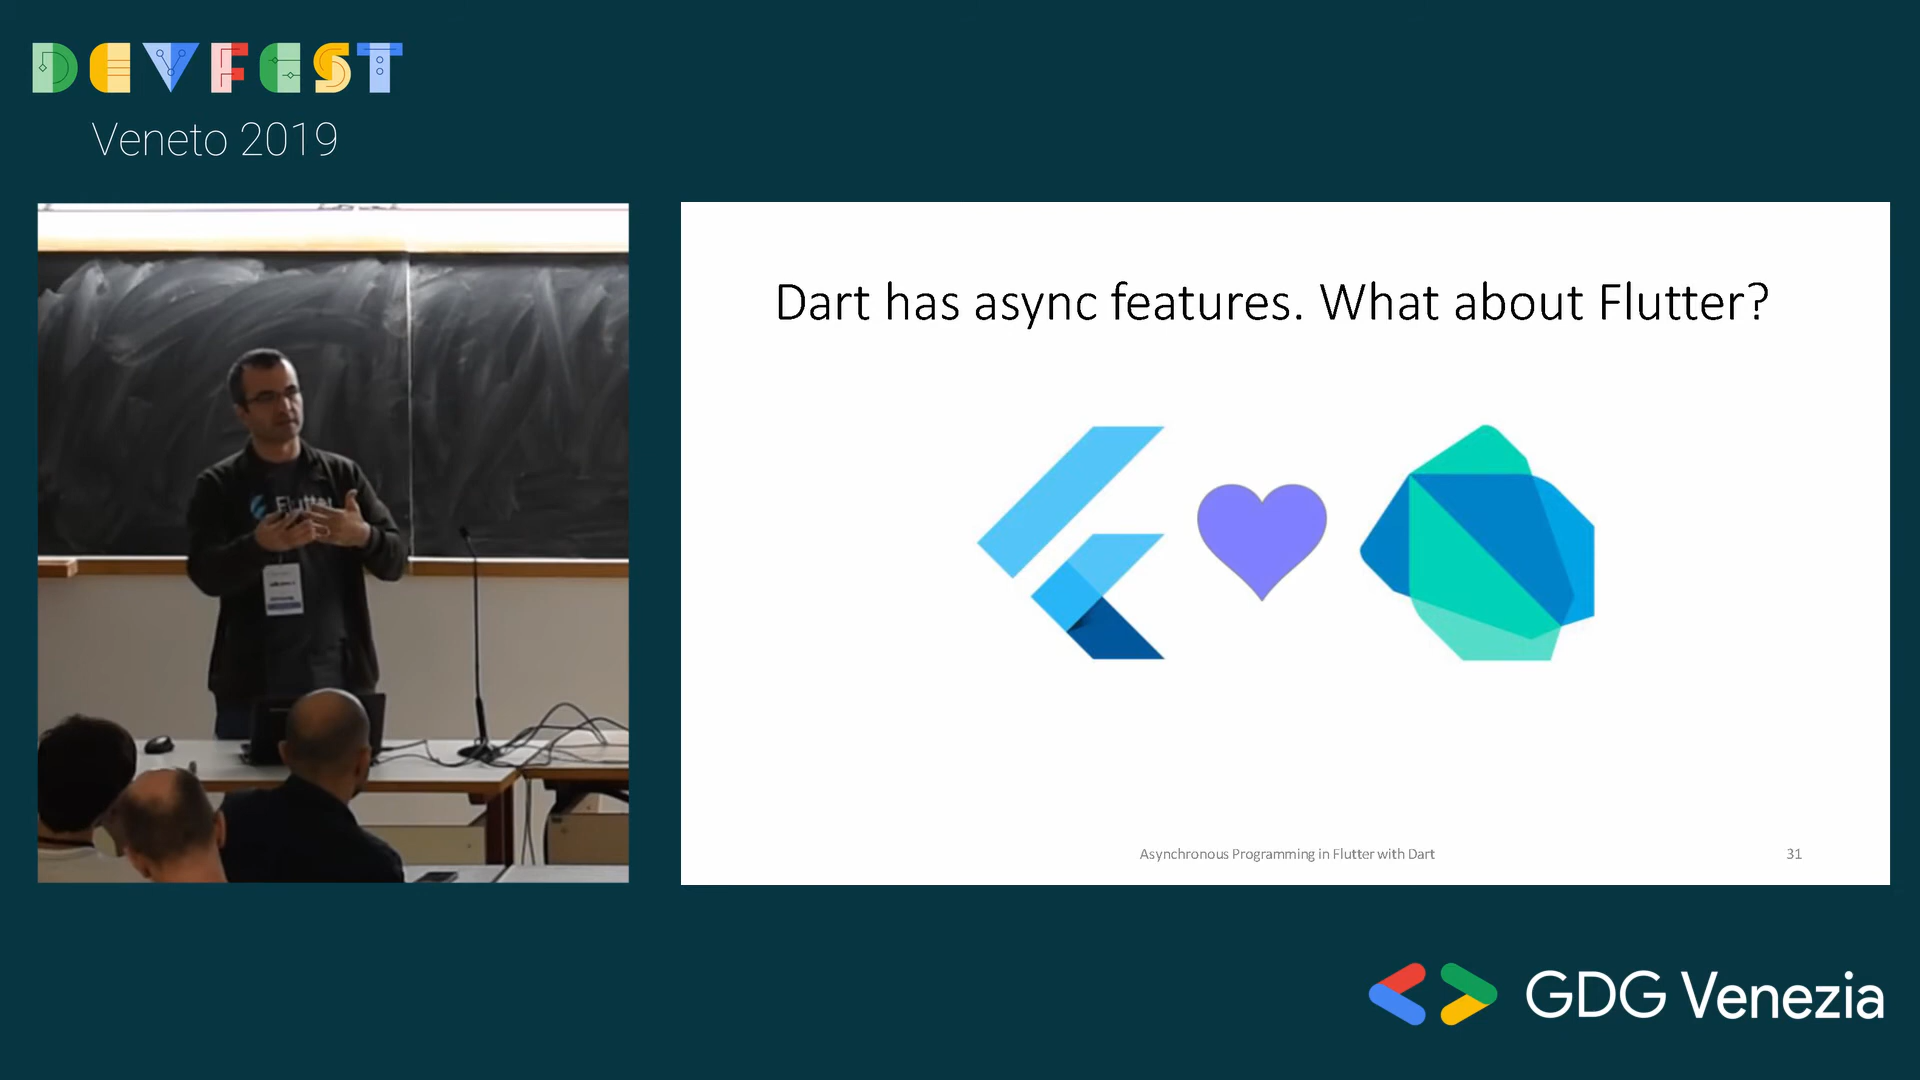 DEVFEST
Veneto 2019
Flutter
Dart has async features. What about Flutter?
Asynchronous Programming in Flutter with Dart
31
GDG Venezia